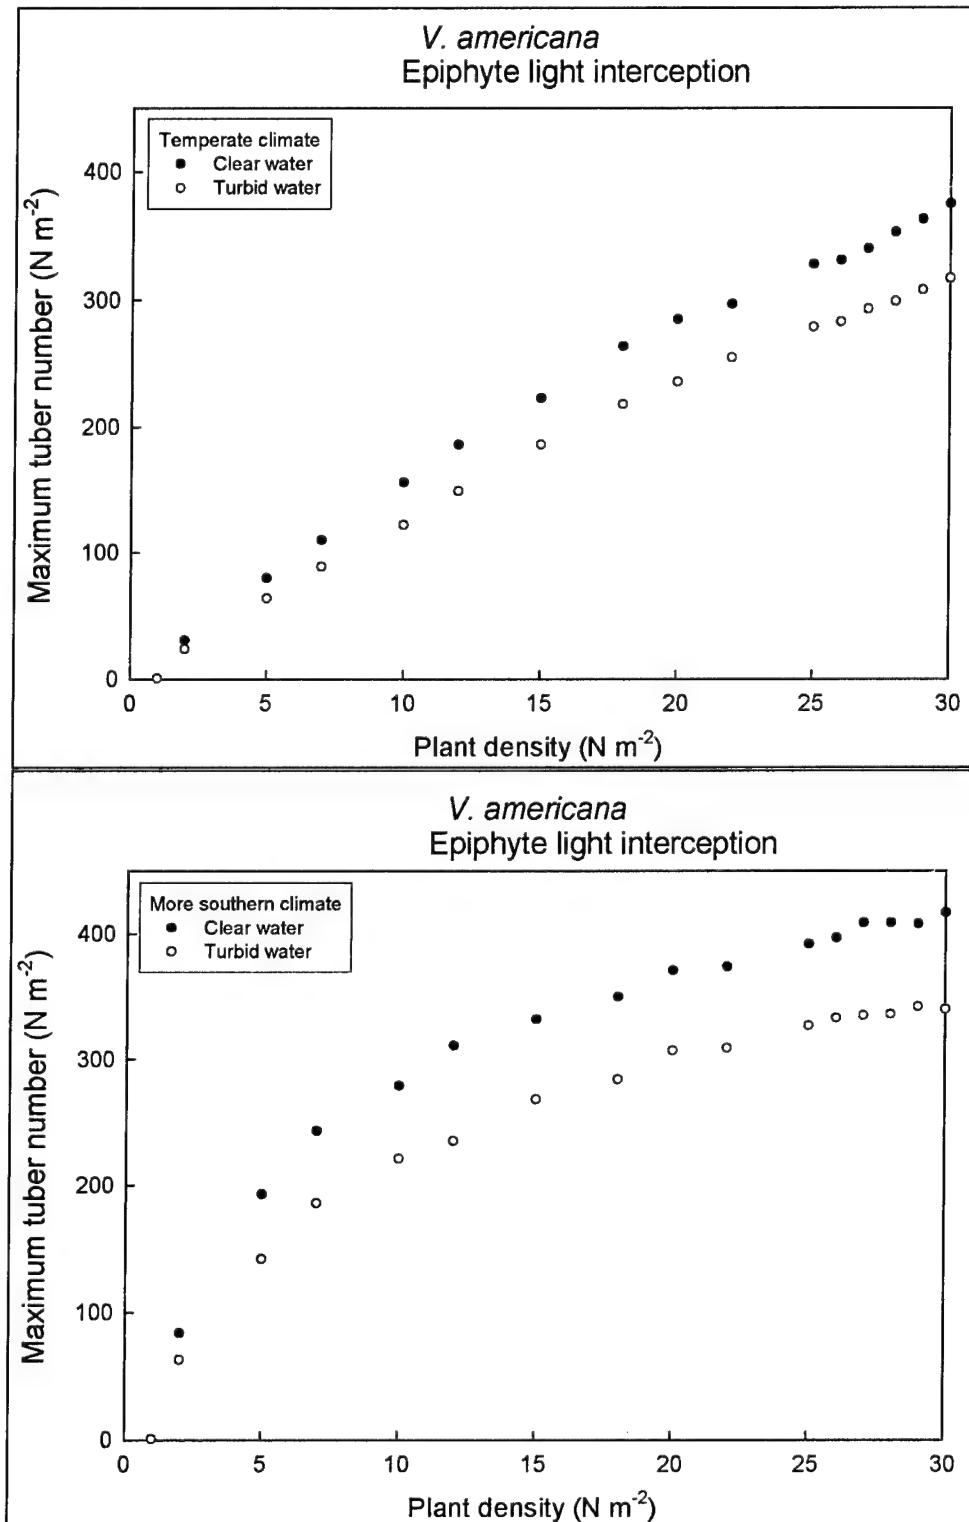 V. americana
Epiphyte light interception
Temperate climate
Clear water
Turbid water
Maximum tuber number (N m-2)
400
300
200
100
0
0 5 10 15 20 25 30
Plant density (N m-2)
V. americana
Epiphyte light interception
More southern climate
Clear water
Turbid water
Maximum tuber number (N m-2)
400
300
200
100
0
0 5 10 15 20 25 30
Plant density (N m-2)